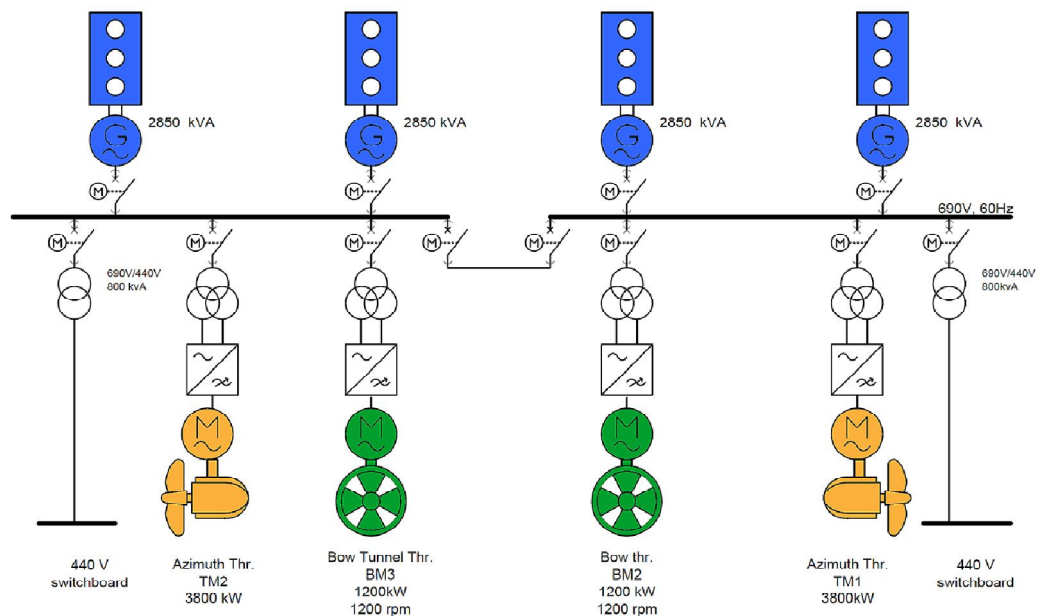 2850 kVA
2850 kVA
2850 kVA
2850 kVA
G
G
G
G
M
M
M
M
690V, 60Hz
M
M
M
M
M
M
M
M
690V/440V
800 kvA
690V/440V
800kvA
M
M
M
M
440 V
switchboard
Azimuth Thr.
TM2
3800 kW
Bow Tunnel Thr.
BM3
1200kW
1200 rpm
Bow thr.
BM2
1200 kW
1200 rpm
Azimuth Thr.
TM1
3800kW
440 V
switchboard